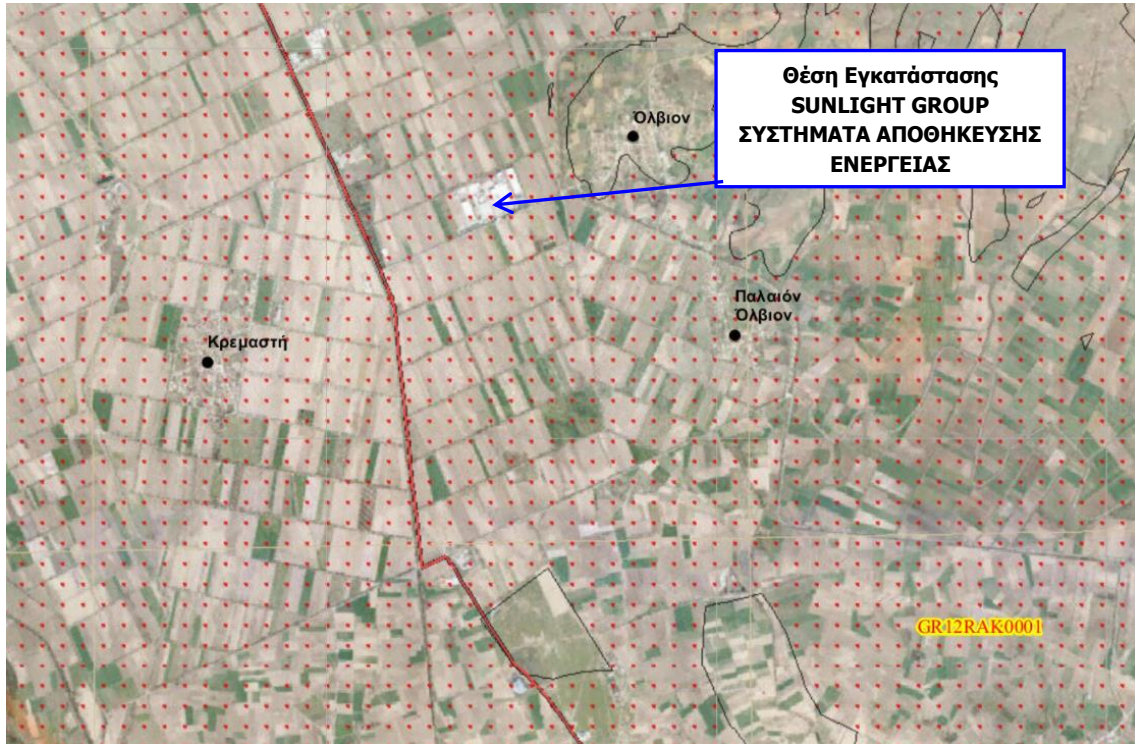 Θέση Εγκατάστασης
SUNLIGHT GROUP
ΣΥΣΤΗΜΑΤΑ ΑΠΟΘΗΚΕΥΣΗΣ
ΕΝΕΡΓΕΙΑΣ
Όλβιον
Παλαιόν
Όλβιον
Κρεμαστή
GR12RAK0001